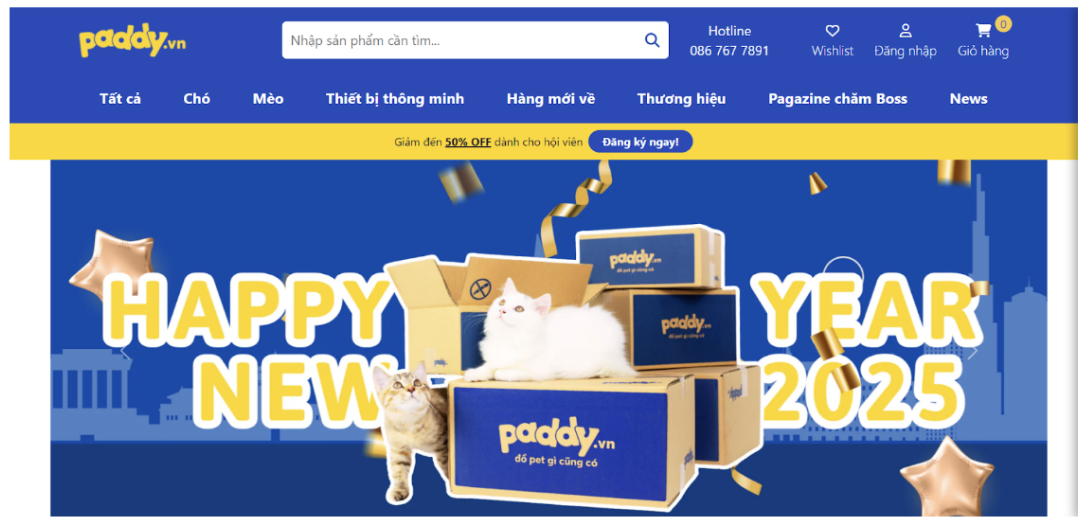 paddy.vn
Nhập sản phẩm cần tìm...
Hotline
086 767 7891
Wishlist
Đăng nhập
0
Giỏ hàng
Tất cả Chó Mèo Thiết bị thông minh Hàng mới về Thương hiệu Pagazine chăm Boss News
Giảm đến 50% OFF dành cho hội viên Đăng ký ngay!
HAPPY YEAR
NEW 2025
paddy.vn
đồ pet gì cũng có
paddy.vn
đồ pet gì cũng có
paddy.vn
đồ pet gì cũng có